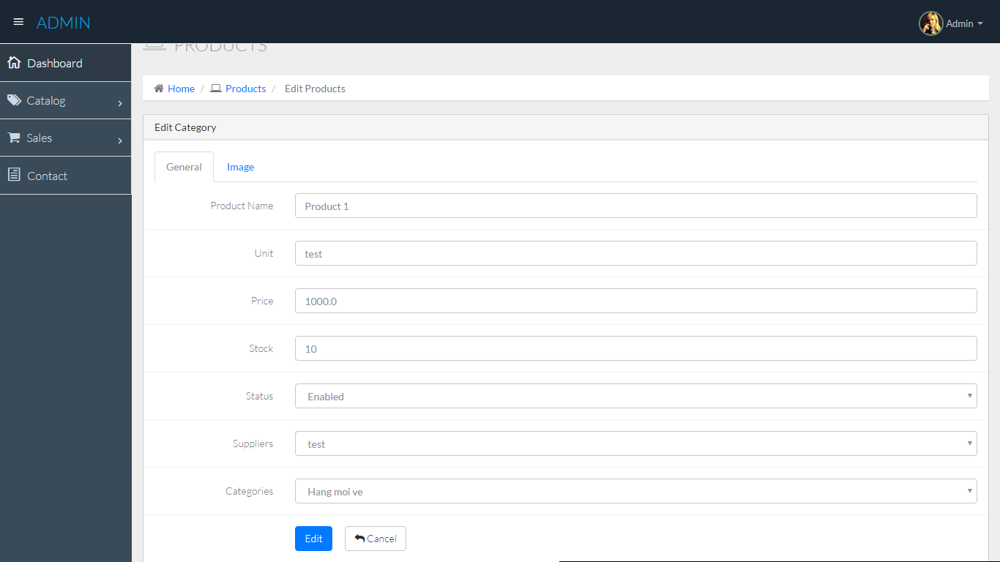 ADMIN
Admin
PRODUCTS
Dashboard
Catalog
Sales
Contact
Home / Products / Edit Products
Edit Category
General Image
Product Name Product 1
Unit test
Price 1000.0
Stock 10
Status Enabled
Suppliers test
Categories Hang moi ve
Edit Cancel